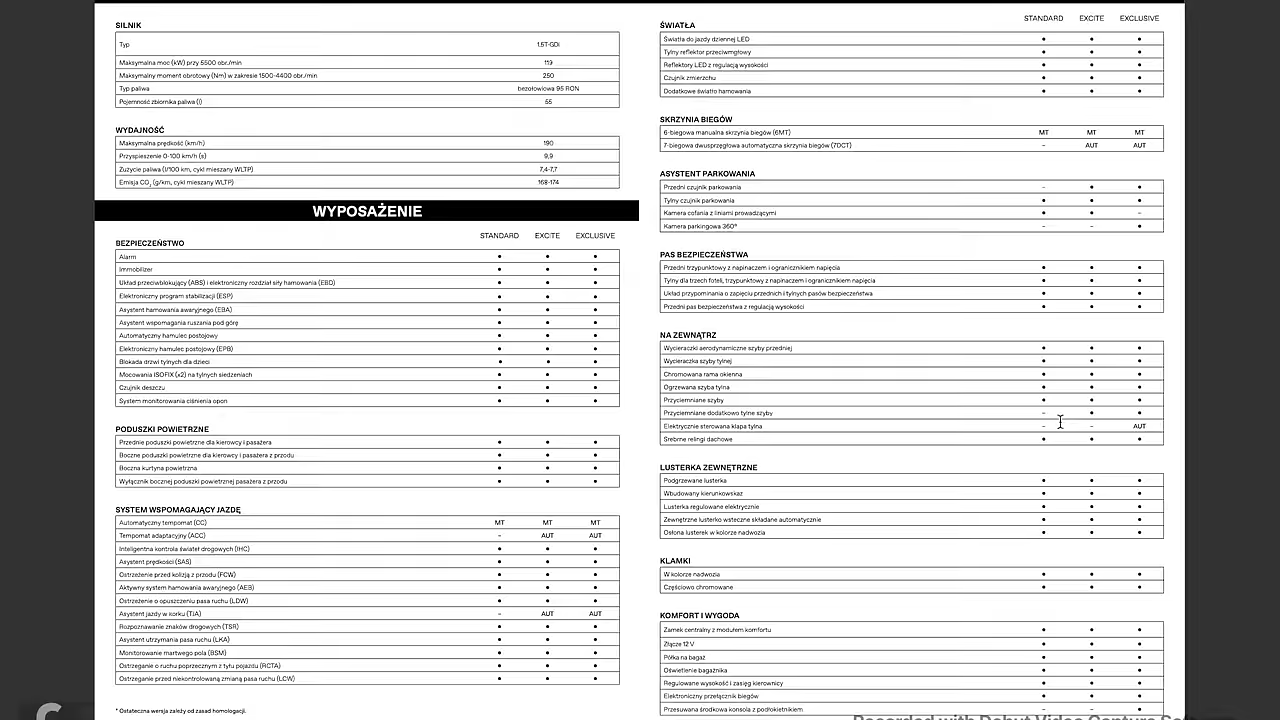 SILNIK
Typ 1.5T-GDi
Maksymalna moc (kW) przy 5500 obr./min 119
Maksymalny moment obrotowy (Nm) w zakresie 1500-4400 obr./min 250
Typ paliwa bezołowiowa 95 RON
Pojemność zbiornika paliwa (l) 55
WYDAJNOŚĆ
Maksymalna prędkość (km/h) 190
Przyspieszenie 0-100 km/h (s) 9,9
Zużycie paliwa (l/100 km, cykl mieszany WLTP) 7,4-7,7
Emisja CO₂ (g/km, cykl mieszany WLTP) 168-174
WYPOSAŻENIE
STANDARD EXCITE EXCLUSIVE
BEZPIECZEŃSTWO
Alarm • • •
Immobilizer • • •
Układ przeciwblokujący (ABS) i elektroniczny rozdział siły hamowania (EBD) • • •
Elektroniczny program stabilizacji (ESP) • • •
Asystent hamowania awaryjnego (EBA) • • •
Asystent wspomagania ruszania pod górę • • •
Automatyczny hamulec postojowy • • •
Elektroniczny hamulec postojowy (EPB) • • •
Blokada drzwi tylnych dla dzieci • • •
Mocowania ISOFIX (x2) na tylnych siedzeniach • • •
Czujnik deszczu • • •
System monitorowania ciśnienia opon • • •
PODUSZKI POWIETRZNE
Przednie poduszki powietrzne dla kierowcy i pasażera • • •
Boczne poduszki powietrzne dla kierowcy i pasażera z przodu • • •
Boczna kurtyna powietrzna • • •
Wyłącznik bocznej poduszki powietrznej pasażera z przodu • • •
SYSTEM WSPOMAGAJĄCY JAZDĘ
Automatyczny tempomat (CC) MT MT MT
Tempomat adaptacyjny (ACC) – AUT AUT
Inteligentna kontrola świateł drogowych (IHC) • • •
Asystent prędkości (SAS) • • •
Ostrzeżenie przed kolizją z przodu (FCW) • • •
Aktywny system hamowania awaryjnego (AEB) • • •
Ostrzeżenie o opuszczeniu pasa ruchu (LDW) • • •
Asystent jazdy w korku (TJA) – AUT AUT
Rozpoznawanie znaków drogowych (TSR) • • •
Asystent utrzymania pasa ruchu (LKA) • • •
Monitorowanie martwego pola (BSM) • • •
Ostrzeganie o ruchu poprzecznym z tyłu pojazdu (RCTA) • • •
Ostrzeganie przed niekontrolowaną zmianą pasa ruchu (LCW) • • •
* Ostateczna wersja zależy od zasad homologacji.
STANDARD EXCITE EXCLUSIVE
ŚWIATŁA
Światła do jazdy dziennej LED • • •
Tylny reflektor przeciwmgłowy • • •
Reflektory LED z regulacją wysokości • • •
Czujnik zmierzchu • • •
Dodatkowe światło hamowania • • •
SKRZYNIA BIEGÓW
6-biegowa manualna skrzynia biegów (6MT) MT MT MT
7-biegowa dwusprzęgłowa automatyczna skrzynia biegów (7DCT) – AUT AUT
ASYSTENT PARKOWANIA
Przedni czujnik parkowania – • •
Tylny czujnik parkowania • • •
Kamera cofania z liniami prowadzącymi • • –
Kamera parkingowa 360° – – •
PAS BEZPIECZEŃSTWA
Przedni trzypunktowy z napinaczem i ogranicznikiem napięcia • • •
Tylny dla trzech foteli, trzypunktowy z napinaczem i ogranicznikiem napięcia • • •
Układ przypominania o zapięciu przednich i tylnych pasów bezpieczeństwa • • •
Przedni pas bezpieczeństwa z regulacją wysokości • • •
NA ZEWNĄTRZ
Wycieraczki aerodynamiczne szyby przedniej • • •
Wycieraczka szyby tylnej • • •
Chromowana rama okienna • • •
Ogrzewana szyba tylna • • •
Przyciemniane szyby • • •
Przyciemniane dodatkowo tylne szyby – • •
Elektrycznie sterowana klapa tylna – – AUT
Srebrne relingi dachowe • • •
LUSTERKA ZEWNĘTRZNE
Podgrzewane lusterka • • •
Wbudowany kierunkowskaz • • •
Lusterka regulowane elektrycznie • • •
Zewnętrzne lusterko wsteczne składane automatycznie • • •
Osłona lusterek w kolorze nadwozia • • •
KLAMKI
W kolorze nadwozia • • •
Częściowo chromowane • • •
KOMFORT I WYGODA
Zamek centralny z modułem komfortu • • •
Złącze 12 V • • •
Półka na bagaż • • •
Oświetlenie bagażnika • • •
Regulowane wysokość i zasięg kierownicy • • •
Elektroniczny przełącznik biegów • • •
Przesuwana środkowa konsola z podłokietnikiem – – •
Recorded with Debut Video Capture